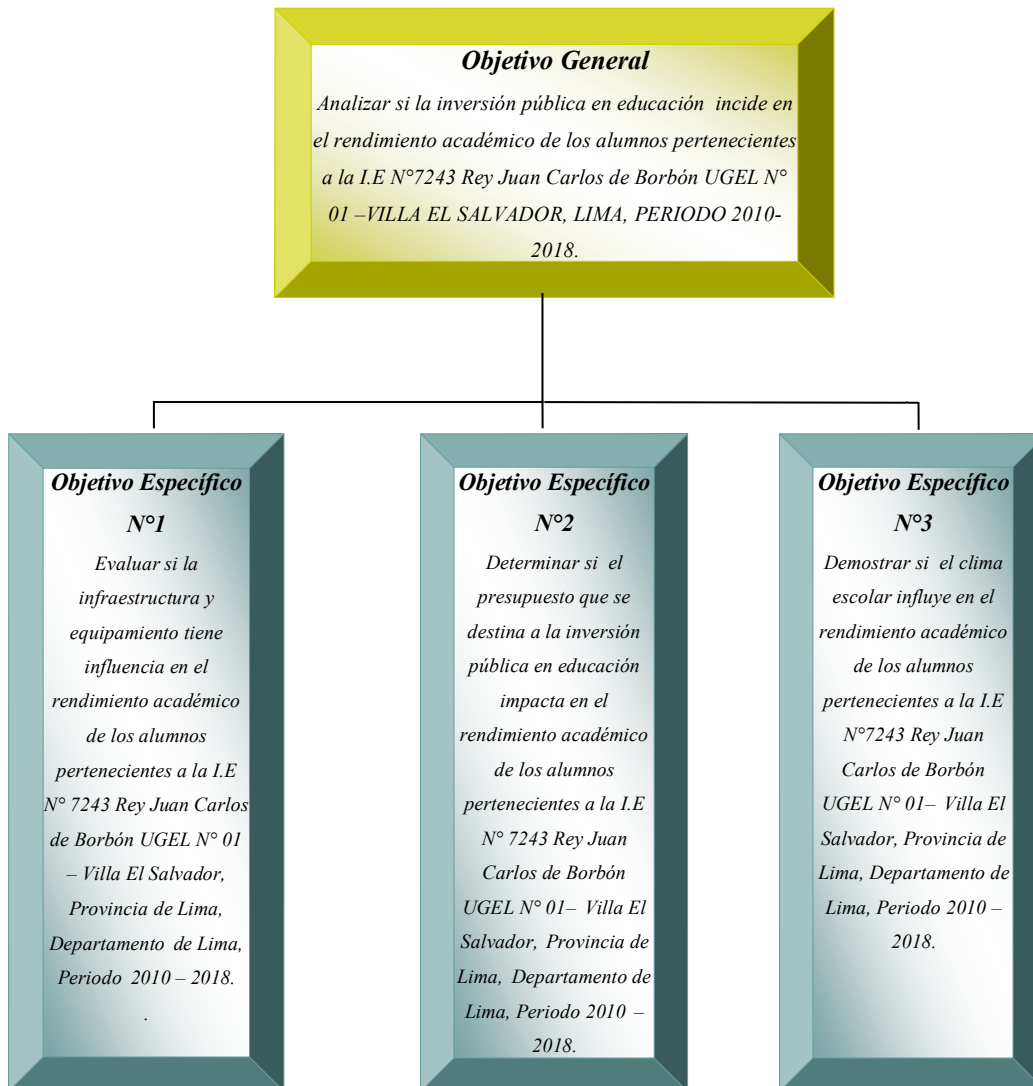 Objetivo General
Analizar si la inversión pública en educación incide en
el rendimiento académico de los alumnos pertenecientes
a la I.E N°7243 Rey Juan Carlos de Borbón UGEL N°
01 –VILLA EL SALVADOR, LIMA, PERIODO 2010-
2018.
Objetivo Específico
N°1
Evaluar si la
infraestructura y
equipamiento tiene
influencia en el
rendimiento académico
de los alumnos
pertenecientes a la I.E
N° 7243 Rey Juan Carlos
de Borbón UGEL N° 01
– Villa El Salvador,
Provincia de Lima,
Departamento de Lima,
Periodo 2010 – 2018.
.
Objetivo Específico
N°2
Determinar si el
presupuesto que se
destina a la inversión
pública en educación
impacta en el
rendimiento académico
de los alumnos
pertenecientes a la I.E
N° 7243 Rey Juan
Carlos de Borbón
UGEL N° 01– Villa El
Salvador, Provincia de
Lima, Departamento de
Lima, Periodo 2010 –
2018.
Objetivo Específico
N°3
Demostrar si el clima
escolar influye en el
rendimiento académico
de los alumnos
pertenecientes a la I.E
N°7243 Rey Juan
Carlos de Borbón
UGEL N° 01– Villa El
Salvador, Provincia de
Lima, Departamento de
Lima, Periodo 2010 –
2018.